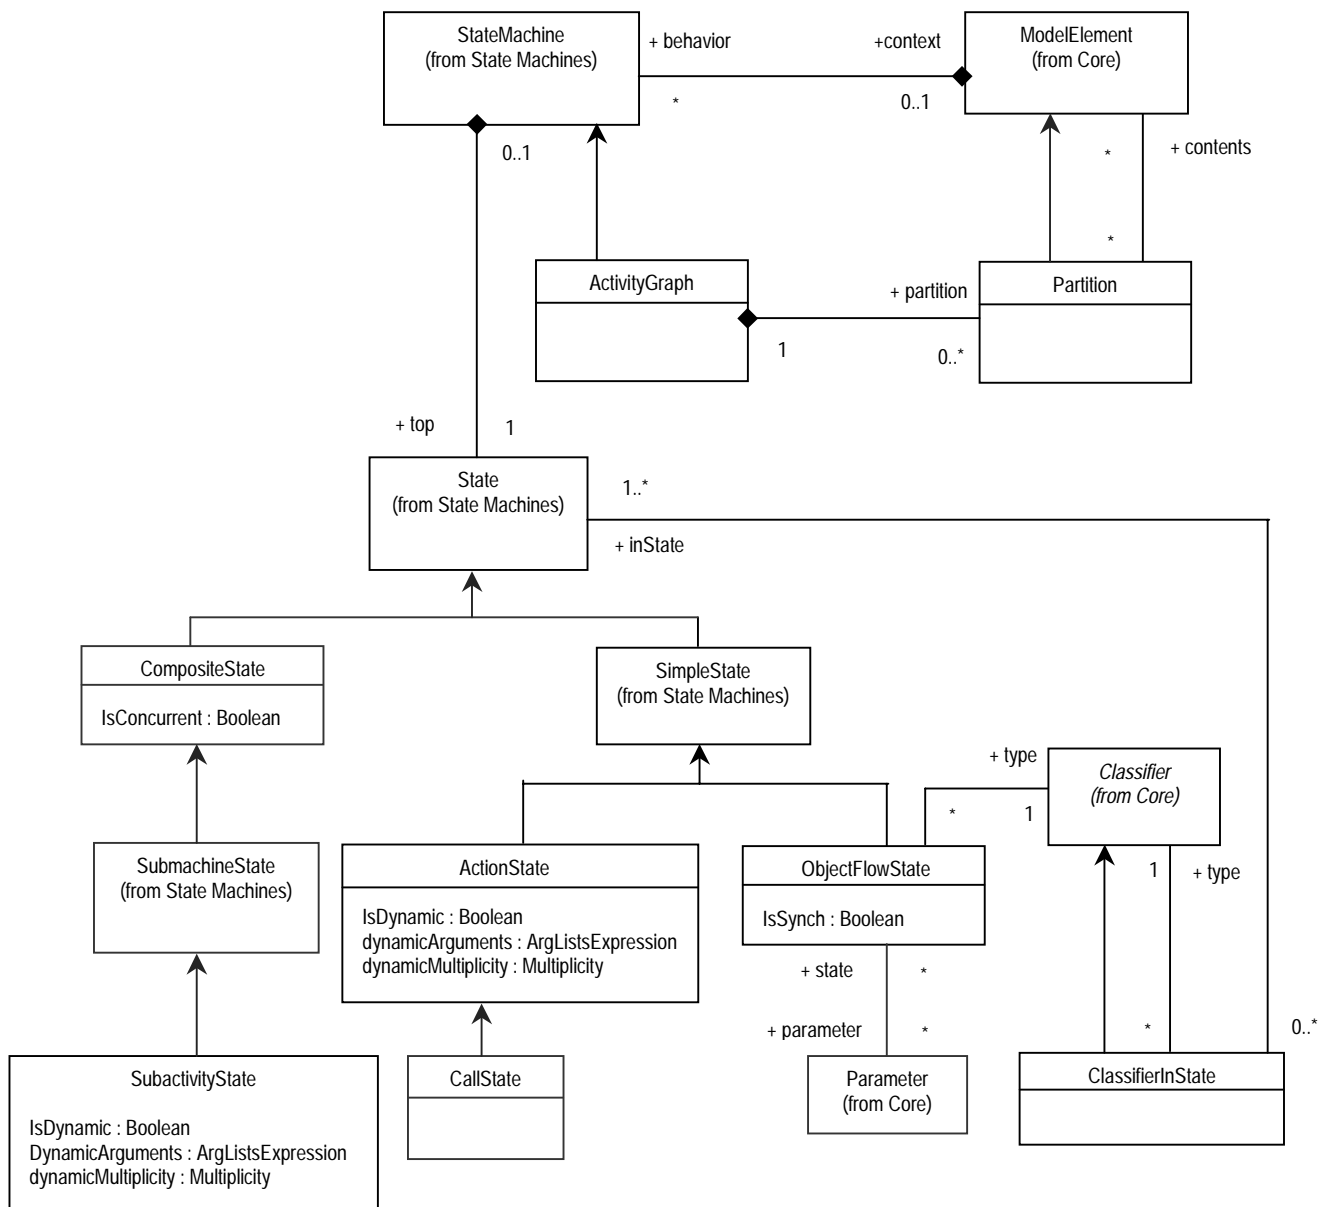 StateMachine
(from State Machines)
+ behavior
+context
ModelElement
(from Core)
*
0..1
0..1
*
+ contents
*
ActivityGraph
+ partition
Partition
1
0..*
+ top
1
State
(from State Machines)
1..*
+ inState
CompositeState
IsConcurrent : Boolean
SimpleState
(from State Machines)
+ type
Classifier
(from Core)
*
1
SubmachineState
(from State Machines)
ActionState
IsDynamic : Boolean
dynamicArguments : ArgListsExpression
dynamicMultiplicity : Multiplicity
ObjectFlowState
IsSynch : Boolean
1
+ type
+ state
*
+ parameter
*
*
0..*
SubactivityState
IsDynamic : Boolean
DynamicArguments : ArgListsExpression
dynamicMultiplicity : Multiplicity
CallState
Parameter
(from Core)
ClassifierInState